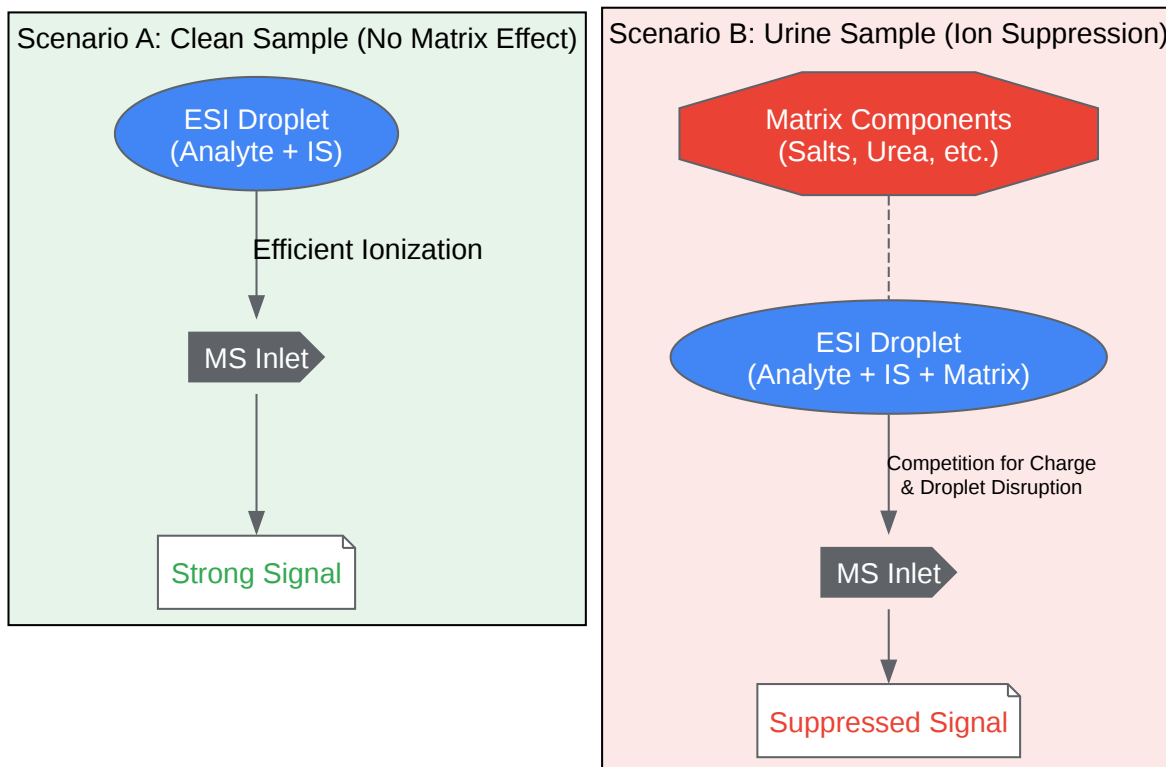 Scenario A: Clean Sample (No Matrix Effect)
ESI Droplet
(Analyte + IS)
Efficient Ionization
MS Inlet
Strong Signal
Scenario B: Urine Sample (Ion Suppression)
Matrix Components
(Salts, Urea, etc.)
ESI Droplet
(Analyte + IS + Matrix)
Competition for Charge
& Droplet Disruption
MS Inlet
Suppressed Signal